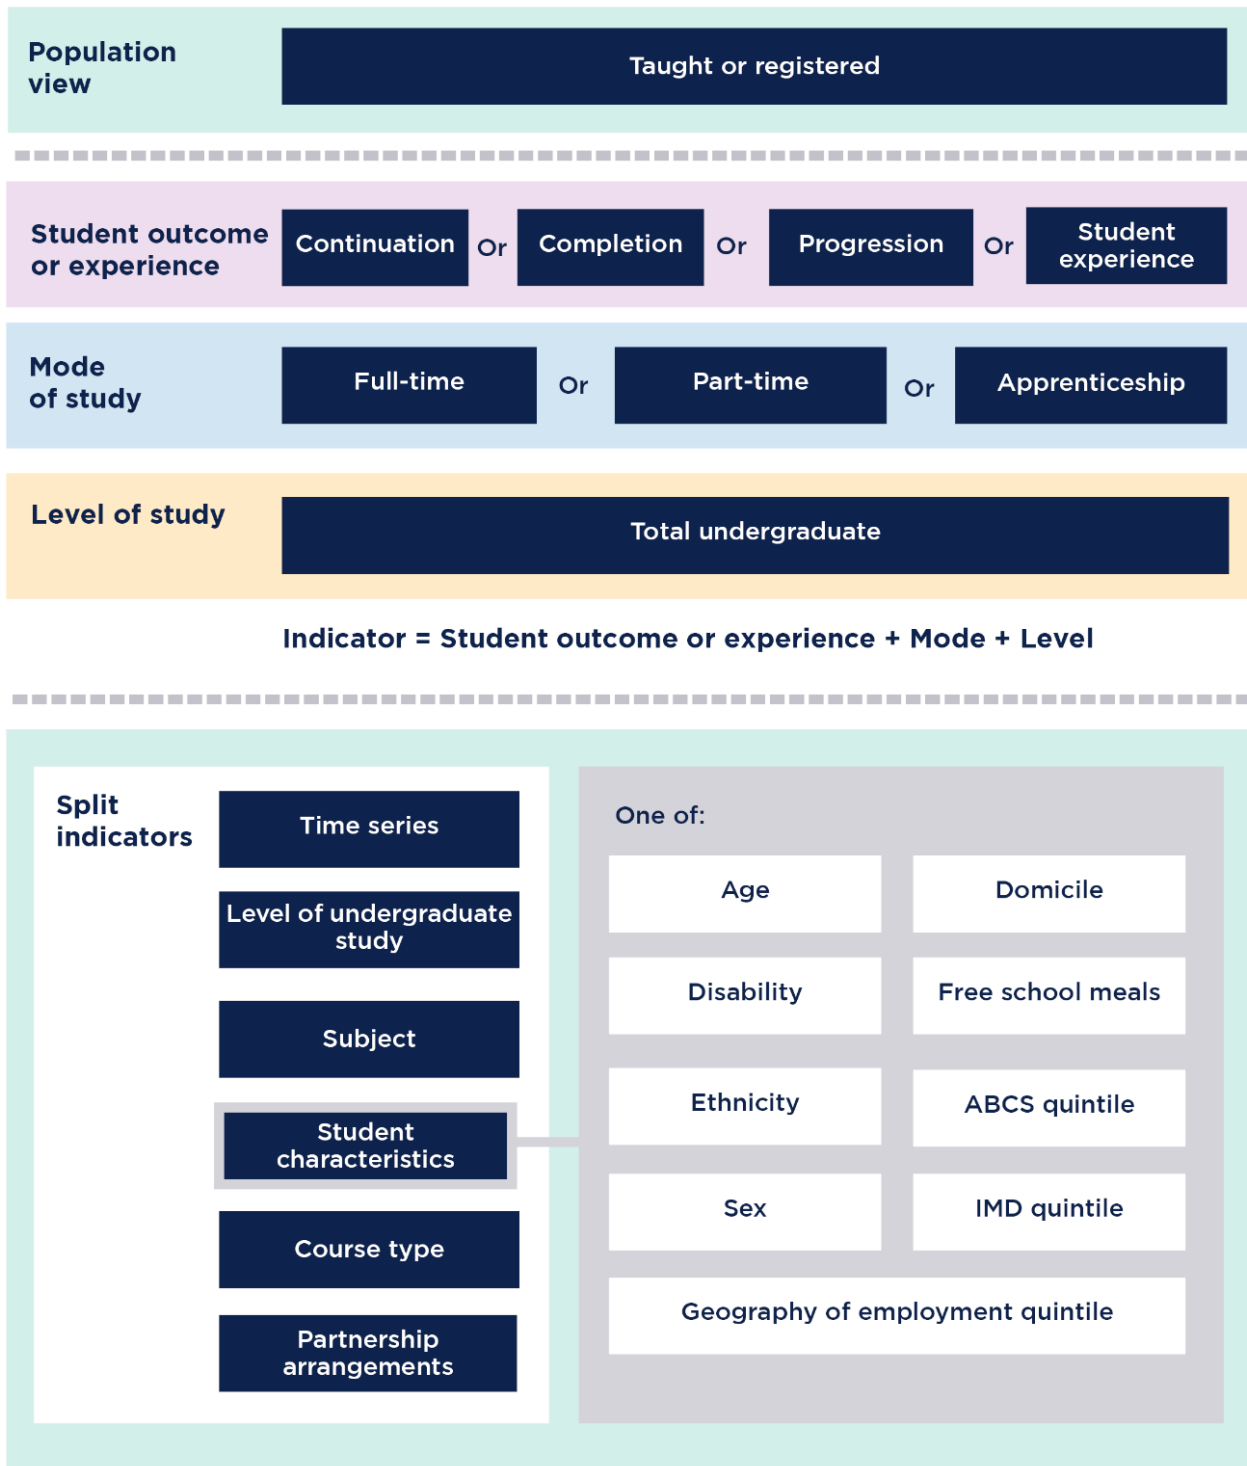 Population
view
Taught or registered
Student outcome
or experience
Continuation
Or
Completion
Or
Progression
Or
Student
experience
Mode
of study
Full-time
Or
Part-time
Or
Apprenticeship
Level of study
Total undergraduate
Indicator = Student outcome or experience + Mode + Level
Split
indicators
Time series
Level of undergraduate
study
Subject
Student
characteristics
Course type
Partnership
arrangements
One of:
Age
Domicile
Disability
Free school meals
Ethnicity
ABCS quintile
Sex
IMD quintile
Geography of employment quintile